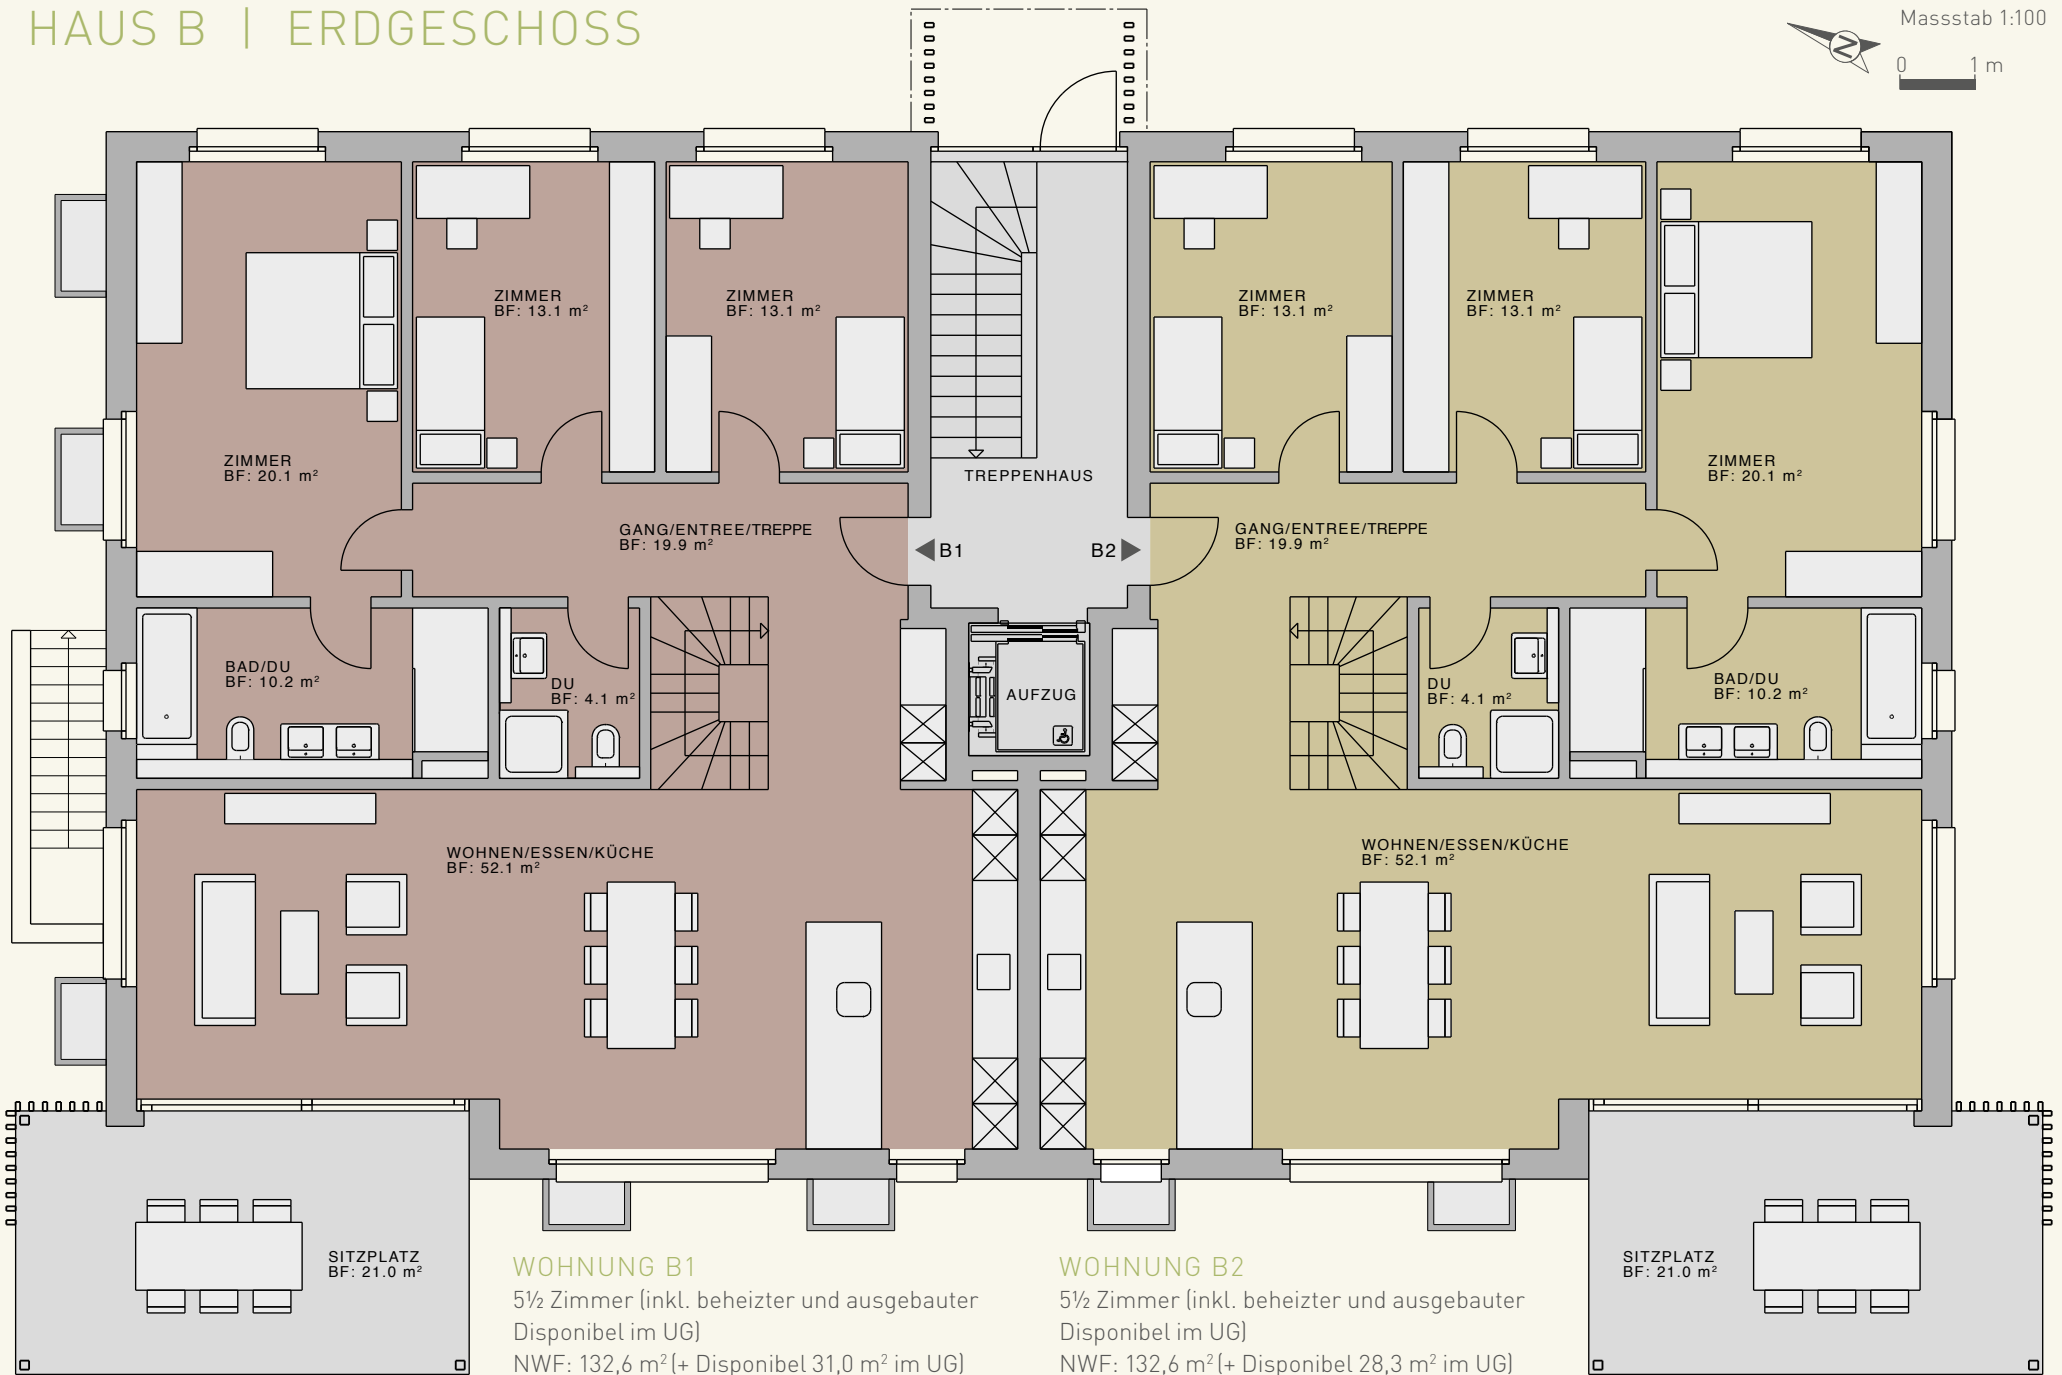 HAUS B | ERDGESCHOSS
Massstab 1:100
N
0 1 m
ZIMMER
BF: 13.1 m²
ZIMMER
BF: 13.1 m²
ZIMMER
BF: 13.1 m²
ZIMMER
BF: 13.1 m²
ZIMMER
BF: 20.1 m²
TREPPENHAUS
ZIMMER
BF: 20.1 m²
GANG/ENTREE/TREPPE
BF: 19.9 m²
B1
B2
GANG/ENTREE/TREPPE
BF: 19.9 m²
BAD/DU
BF: 10.2 m²
DU
BF: 4.1 m²
AUFZUG
DU
BF: 4.1 m²
BAD/DU
BF: 10.2 m²
WOHNEN/ESSEN/KÜCHE
BF: 52.1 m²
WOHNEN/ESSEN/KÜCHE
BF: 52.1 m²
SITZPLATZ
BF: 21.0 m²
WOHNUNG B1
5½ Zimmer (inkl. beheizter und ausgebauter
Disponibel im UG)
NWF: 132,6 m² (+ Disponibel 31,0 m² im UG)
WOHNUNG B2
5½ Zimmer (inkl. beheizter und ausgebauter
Disponibel im UG)
NWF: 132,6 m² (+ Disponibel 28,3 m² im UG)
SITZPLATZ
BF: 21.0 m²